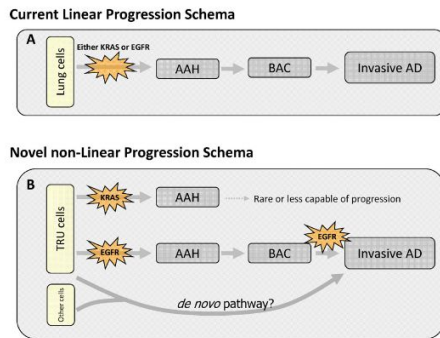 Current Linear Progression Schema
A
Lung cells
Either KRAS or EGFR
AAH
BAC
Invasive AD
Novel non-Linear Progression Schema
B
TRU cells
KRAS
AAH
Rare or less capable of progression
EGFR
AAH
BAC
EGFR
Invasive AD
Other cells
de novo pathway?